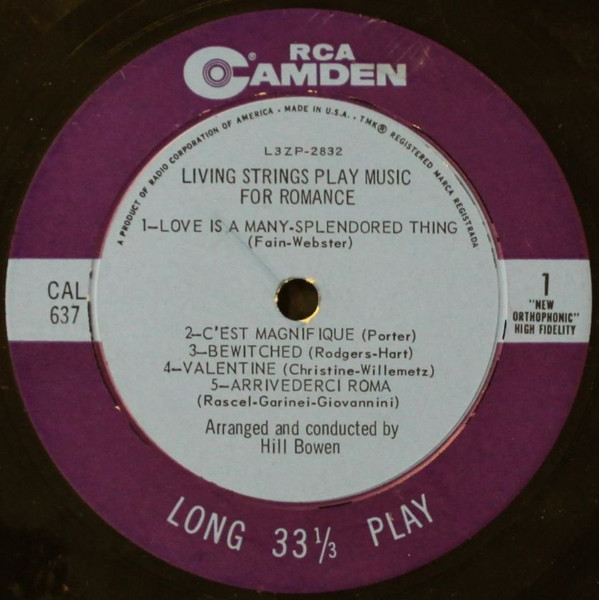 RCA
CAMDEN®
A PRODUCT OF RADIO CORPORATION OF AMERICA • MADE IN U.S.A. • TMK® REGISTERED MARCA REGISTRADA
L3ZP-2832
LIVING STRINGS PLAY MUSIC
FOR ROMANCE
1—LOVE IS A MANY-SPLENDORED THING
(Fain-Webster)
CAL
637
1
"NEW
ORTHOPHONIC"
HIGH FIDELITY
2—C'EST MAGNIFIQUE (Porter)
3—BEWITCHED (Rodgers-Hart)
4—VALENTINE (Christine-Willemetz)
5—ARRIVEDERCI ROMA
(Rascel-Garinei-Giovannini)
Arranged and conducted by
Hill Bowen
LONG 33⅓ PLAY